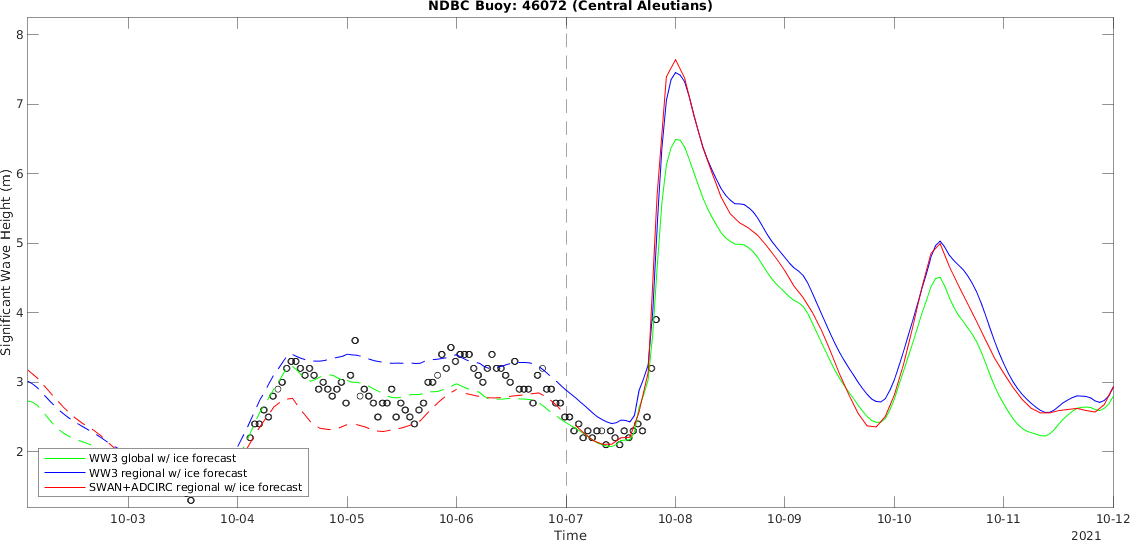 NDBC Buoy: 46072 (Central Aleutians)
8
7
6
5
4
3
2
Significant Wave Height (m)
WW3 global w/ ice forecast
WW3 regional w/ ice forecast
SWAN+ADCIRC regional w/ ice forecast
10-03 10-04 10-05 10-06 10-07 10-08 10-09 10-10 10-11 10-12
Time
2021